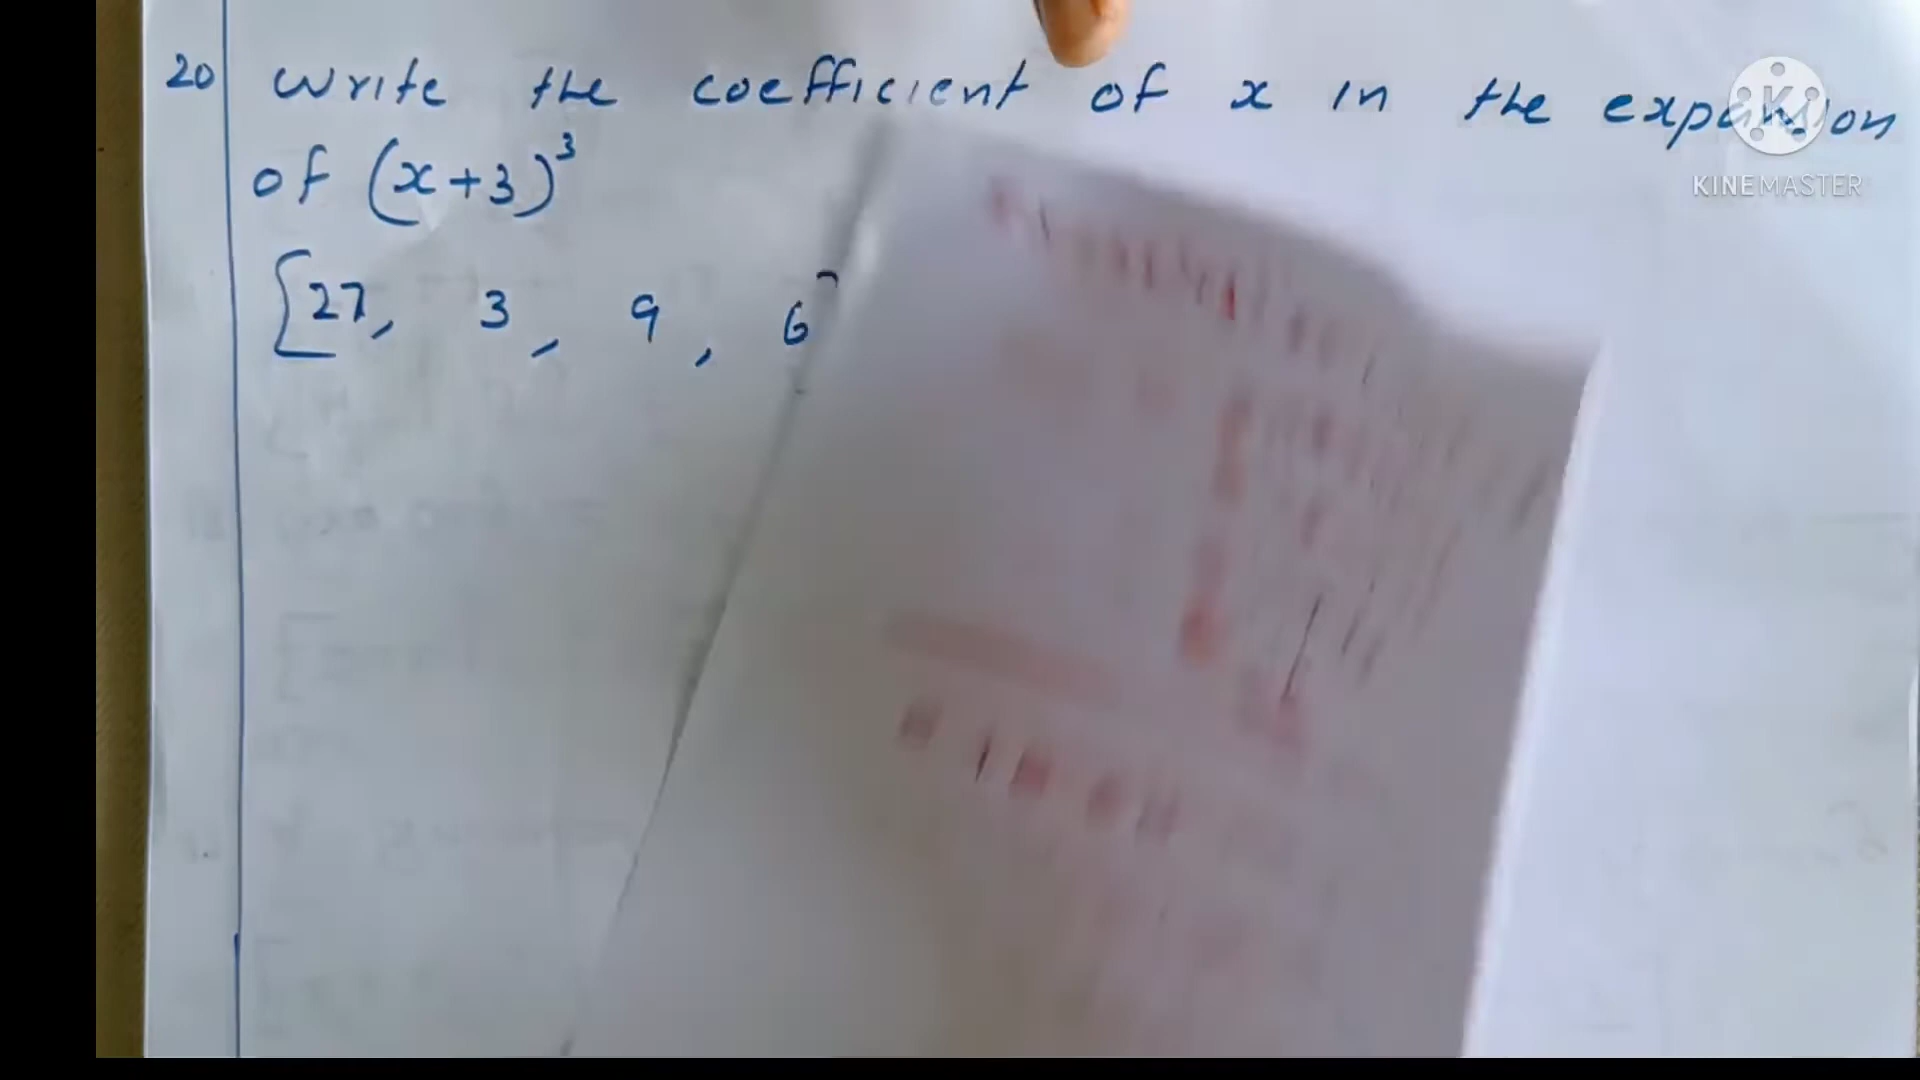 20 Write the coefficient of x in the expansion
of (x+3)³
[27, 3, 9, 6
KINEMASTER